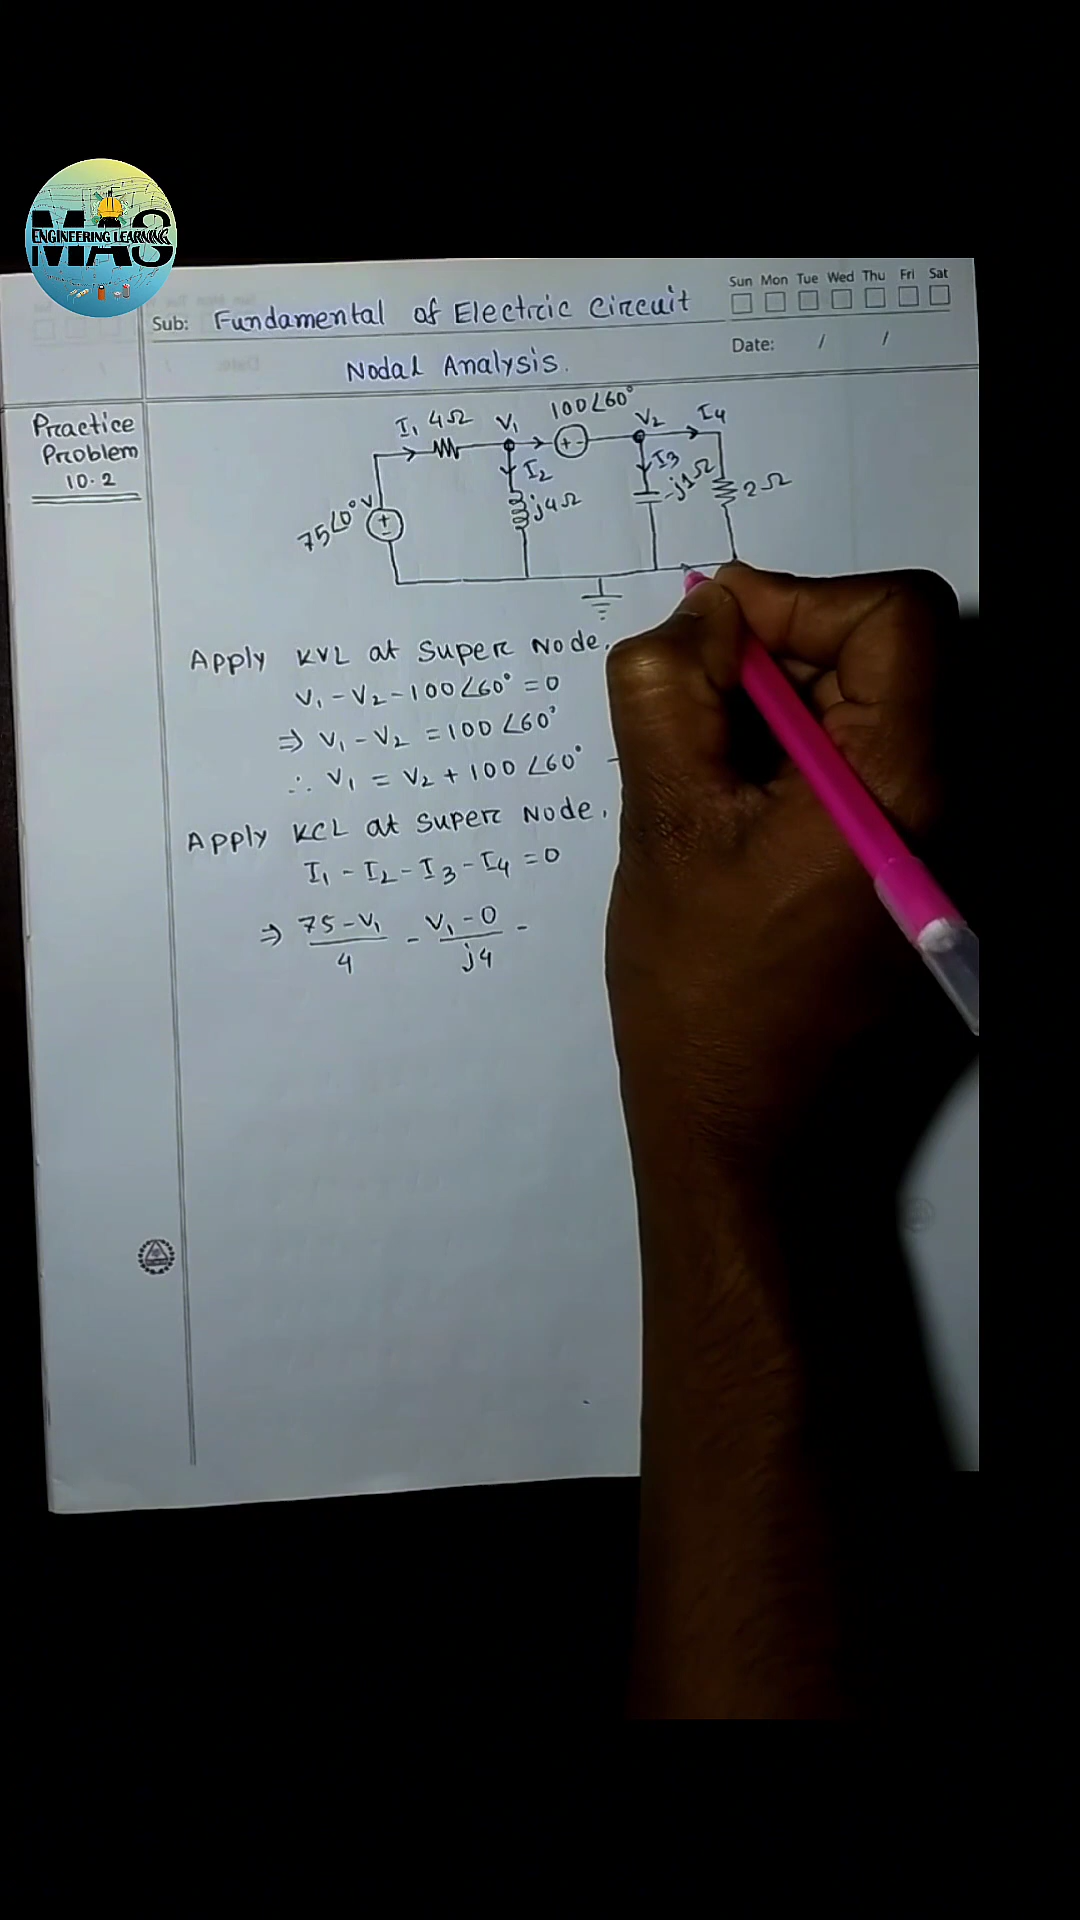 MAS
ENGINEERING LEARNING
Sun Mon Tue Wed Thu Fri Sat
Sub: Fundamental of Electric Circuit
Date: / /
Nodal Analysis.
Practice
Problem
10.2
I₁ 4Ω V₁ 100∠60° V₂ I₄
I₂ I₃
75∠0° V j4Ω -j1Ω 2Ω
+ -
+ -
Apply KVL at Super Node.
V₁ - V₂ - 100∠60° = 0
⇒ V₁ - V₂ = 100∠60°
∴ V₁ = V₂ + 100∠60° -
Apply KCL at Super Node.
I₁ - I₂ - I₃ - I₄ = 0
⇒ (75 - V₁)/4 - (V₁ - 0)/j4 -